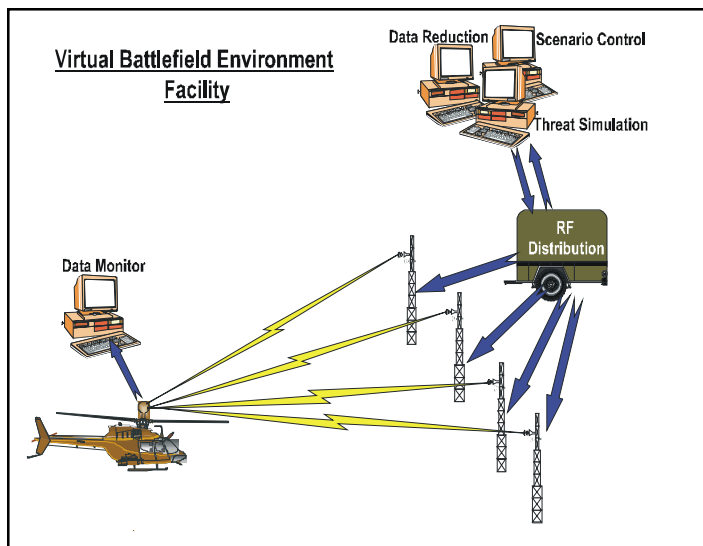 Virtual Battlefield Environment
Facility
Data Reduction
Scenario Control
Threat Simulation
RF
Distribution
Data Monitor